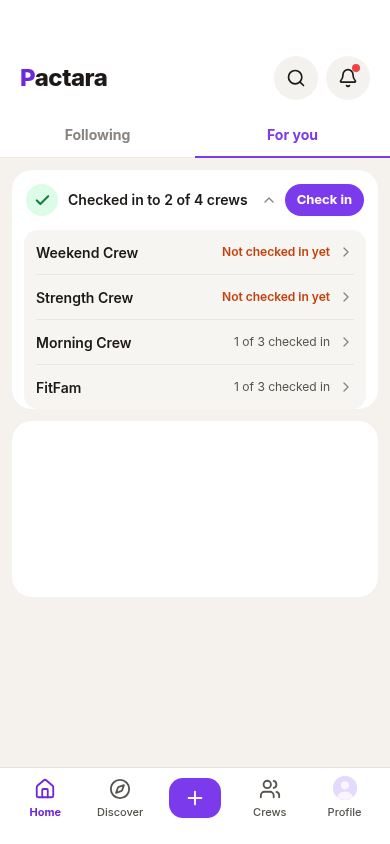 Pactara
Following
For you
Checked in to 2 of 4 crews
Check in
Weekend Crew
Not checked in yet
Strength Crew
Not checked in yet
Morning Crew
1 of 3 checked in
FitFam
1 of 3 checked in
Home
Discover
Crews
Profile